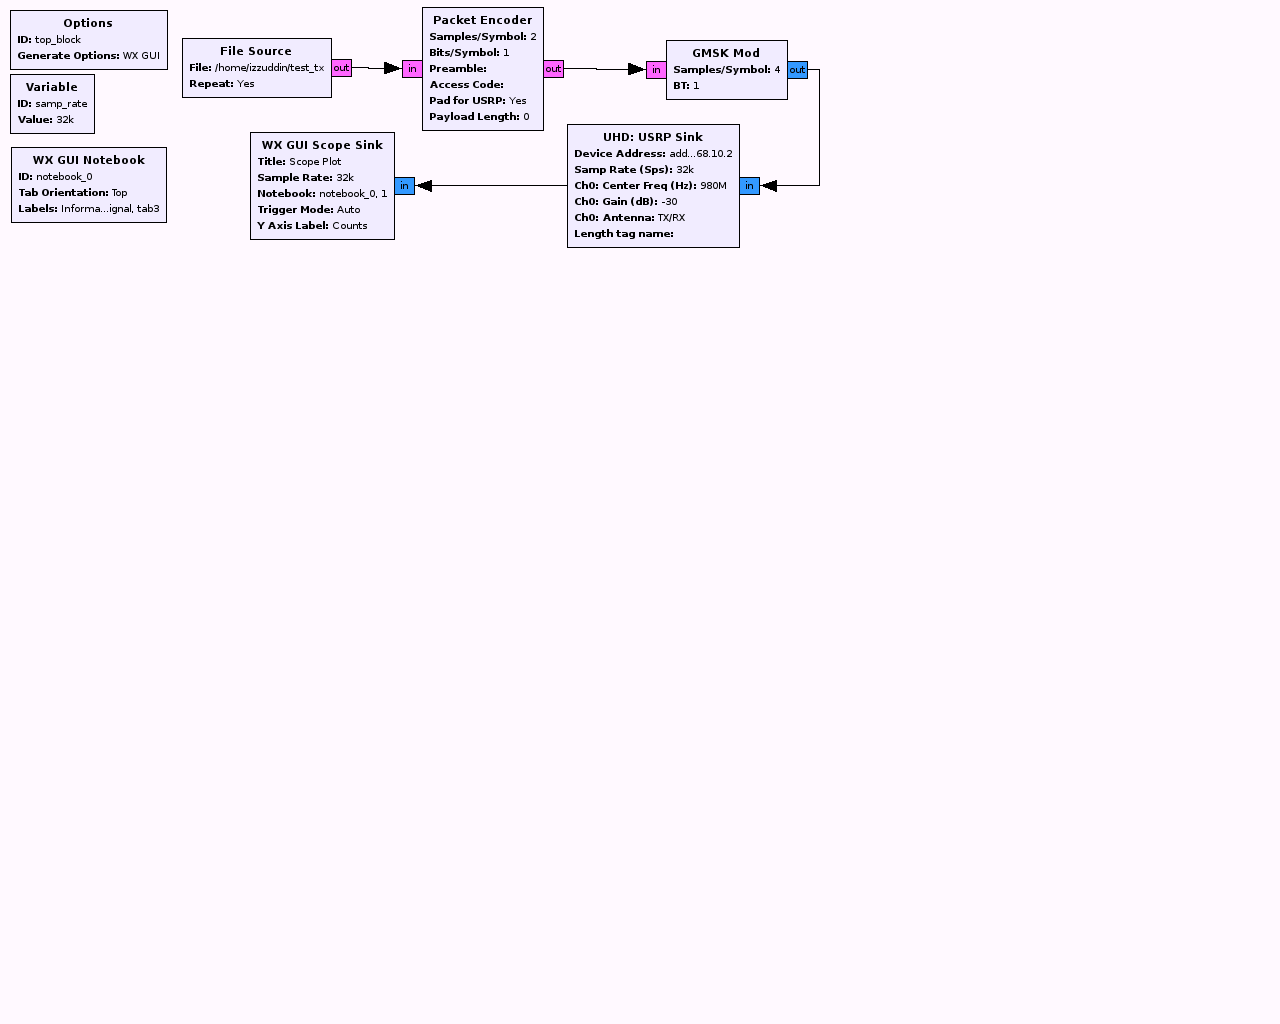 Options
ID: top_block
Generate Options: WX GUI
Variable
ID: samp_rate
Value: 32k
WX GUI Notebook
ID: notebook_0
Tab Orientation: Top
Labels: Informa...ignal, tab3
File Source
File: /home/izzuddin/test_tx
Repeat: Yes
out
in
Packet Encoder
Samples/Symbol: 2
Bits/Symbol: 1
Preamble:
Access Code:
Pad for USRP: Yes
Payload Length: 0
out
in
GMSK Mod
Samples/Symbol: 4
BT: 1
out
WX GUI Scope Sink
Title: Scope Plot
Sample Rate: 32k
Notebook: notebook_0, 1
Trigger Mode: Auto
Y Axis Label: Counts
in
UHD: USRP Sink
Device Address: add...68.10.2
Samp Rate (Sps): 32k
Ch0: Center Freq (Hz): 980M
Ch0: Gain (dB): -30
Ch0: Antenna: TX/RX
Length tag name:
in